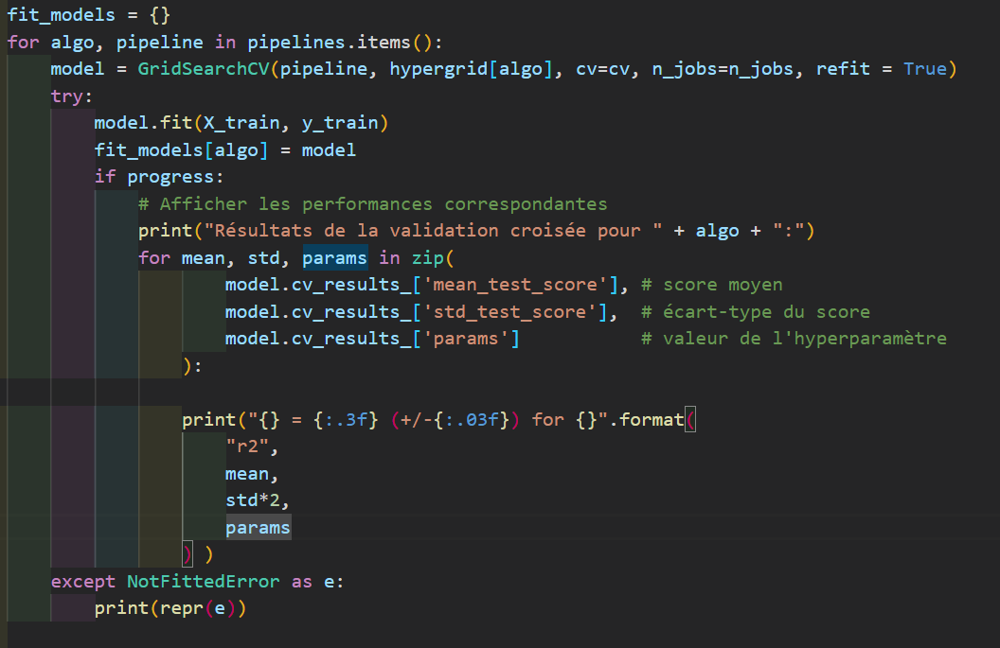 fit_models = {}
for algo, pipeline in pipelines.items():
    model = GridSearchCV(pipeline, hypergrid[algo], cv=cv, n_jobs=n_jobs, refit = True)
    try:
        model.fit(X_train, y_train)
        fit_models[algo] = model
        if progress:
            # Afficher les performances correspondantes
            print("Résultats de la validation croisée pour " + algo + ":")
            for mean, std, params in zip(
                    model.cv_results_['mean_test_score'], # score moyen
                    model.cv_results_['std_test_score'],  # écart-type du score
                    model.cv_results_['params']           # valeur de l'hyperparamètre
                ):

                print("{} = {:.3f} (+/-{:.03f}) for {}".format(
                    "r2",
                    mean,
                    std*2,
                    params
                ) )
    except NotFittedError as e:
        print(repr(e))